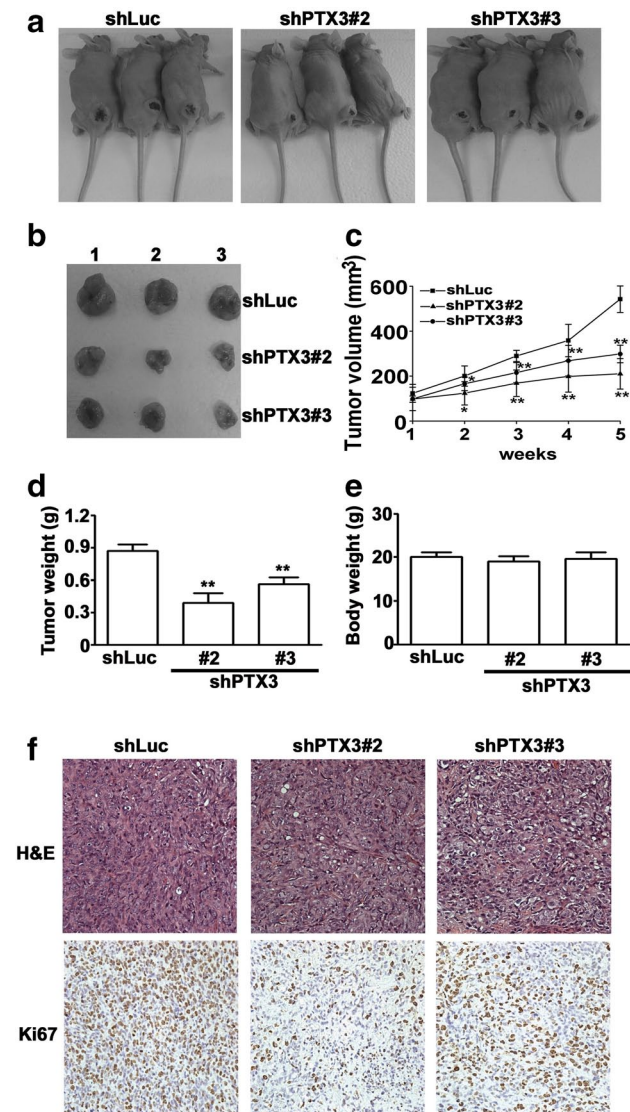 a
shLuc shPTX3#2 shPTX3#3
b
1 2 3
shLuc
shPTX3#2
shPTX3#3
c
Tumor volume (mm³)
600
400
200
0
shLuc
shPTX3#2
shPTX3#3
** 
** **
*
* ** ** **
1 2 3 4 5
weeks
d
Tumor weight (g)
1.2
0.9
0.6
0.3
** **
shLuc #2 #3
shPTX3
e
Body weight (g)
30
20
10
0
shLuc #2 #3
shPTX3
f
shLuc shPTX3#2 shPTX3#3
H&E
Ki67